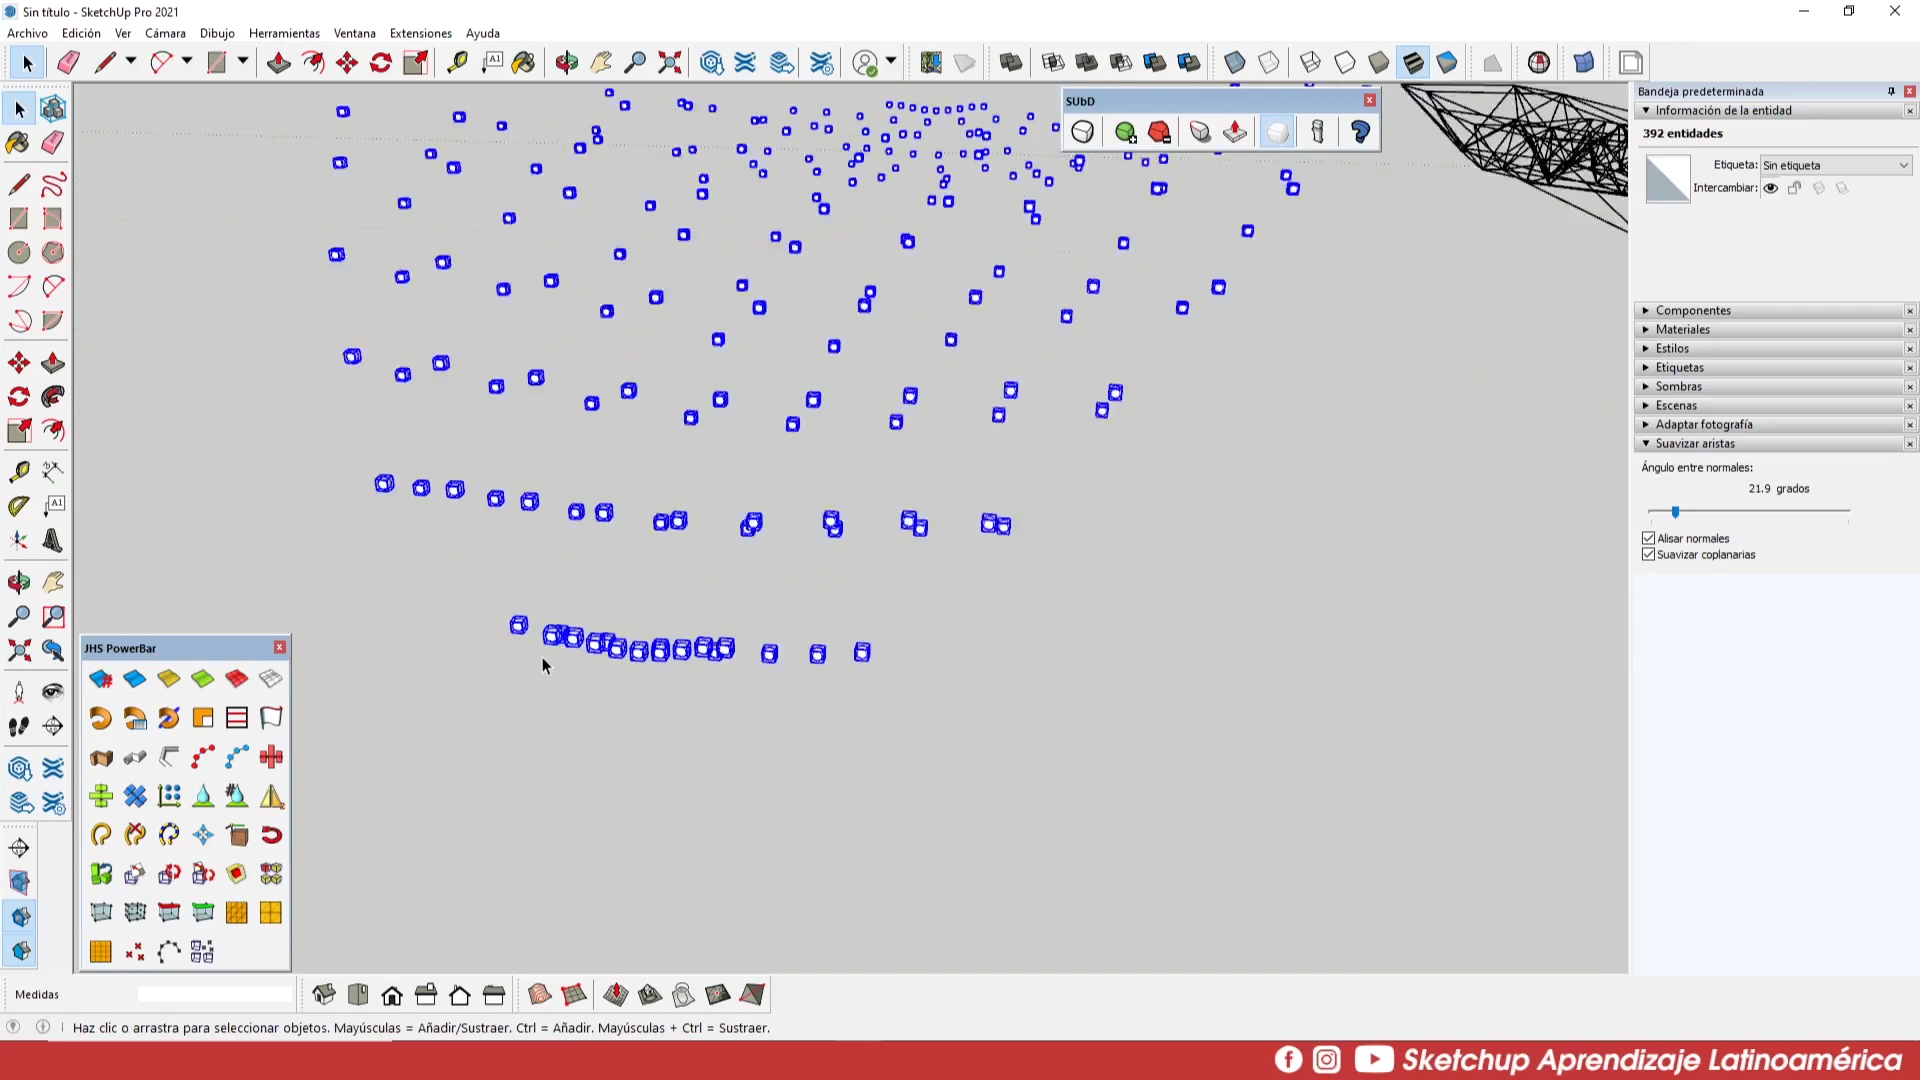 Sin título - SketchUp Pro 2021
Archivo Edición Ver Cámara Dibujo Herramientas Ventana Extensiones Ayuda
A1
SUbD
Bandeja predeterminada
Información de la entidad
392 entidades
Etiqueta: Sin etiqueta
Intercambiar:
Componentes
Materiales
Estilos
Etiquetas
Sombras
Escenas
Adaptar fotografía
Suavizar aristas
Ángulo entre normales:
21.9 grados
Alisar normales
Suavizar coplanarias
A1
JHS PowerBar
Medidas
Haz clic o arrastra para seleccionar objetos. Mayúsculas = Añadir/Sustraer. Ctrl = Añadir. Mayúsculas + Ctrl = Sustraer.
Sketchup Aprendizaje Latinoamérica